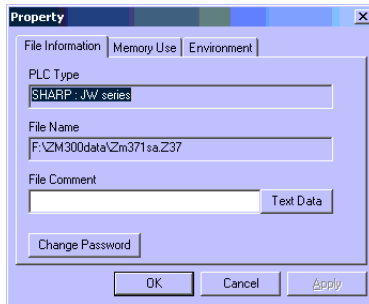 Property
File Information Memory Use Environment
PLC Type
SHARP : JW series
File Name
F:\ZM300data\Zm371sa.Z37
File Comment
Text Data
Change Password
OK Cancel Apply